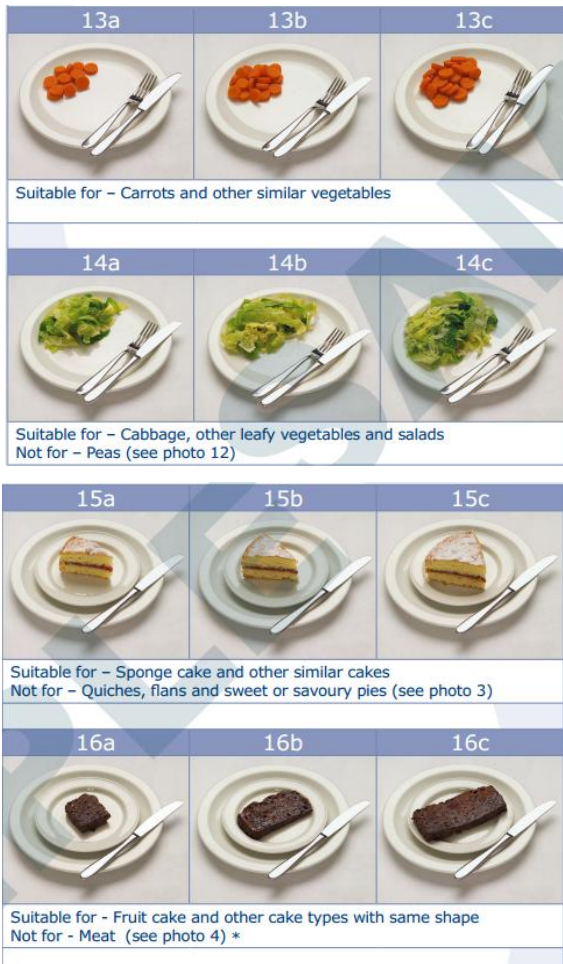 13a 13b 13c
Suitable for – Carrots and other similar vegetables
14a 14b 14c
Suitable for – Cabbage, other leafy vegetables and salads
Not for – Peas (see photo 12)
15a 15b 15c
Suitable for – Sponge cake and other similar cakes
Not for – Quiches, flans and sweet or savoury pies (see photo 3)
16a 16b 16c
Suitable for - Fruit cake and other cake types with same shape
Not for - Meat (see photo 4) *